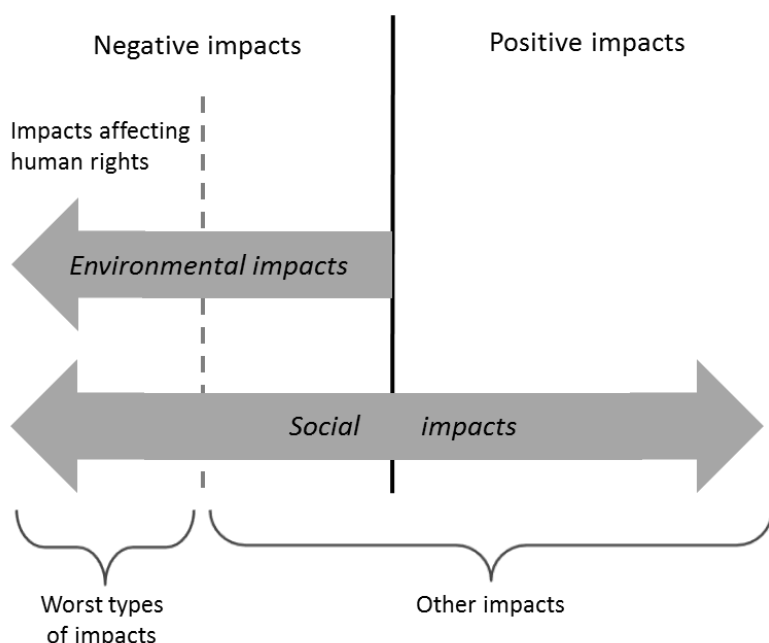 Negative impacts
Positive impacts
Impacts affecting
human rights
Environmental impacts
Social impacts
Worst types
of impacts
Other impacts